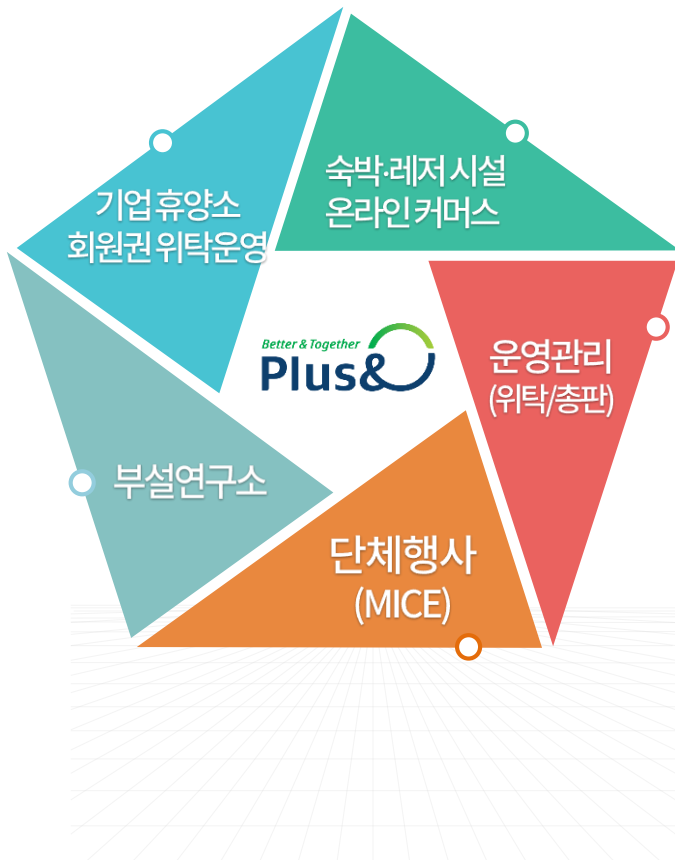 숙박·레저 시설
온라인 커머스
기업 휴양소
회원권 위탁운영
운영관리
(위탁/총판)
Better & Together
Plus&
부설연구소
단체행사
(MICE)